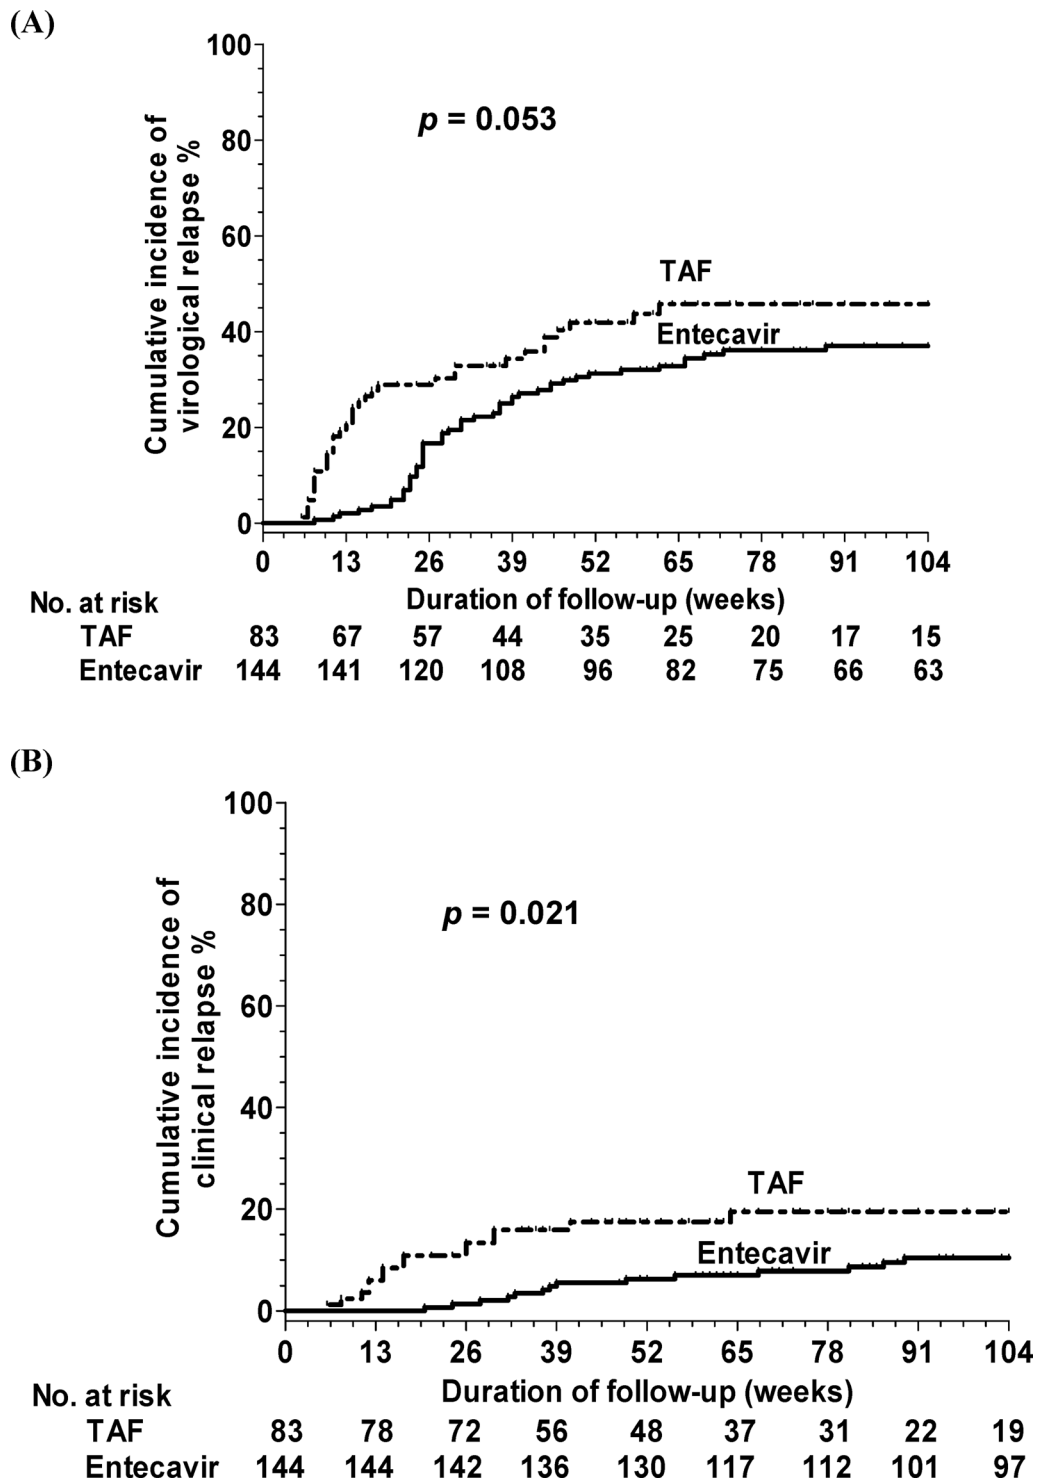 (A)
100
80
60
40
20
0
Cumulative incidence of
virological relapse %
p = 0.053
TAF
Entecavir
0 13 26 39 52 65 78 91 104
Duration of follow-up (weeks)
No. at risk
TAF 83 67 57 44 35 25 20 17 15
Entecavir 144 141 120 108 96 82 75 66 63
(B)
100
80
60
40
20
0
Cumulative incidence of
clinical relapse %
p = 0.021
TAF
Entecavir
0 13 26 39 52 65 78 91 104
Duration of follow-up (weeks)
No. at risk
TAF 83 78 72 56 48 37 31 22 19
Entecavir 144 144 142 136 130 117 112 101 97